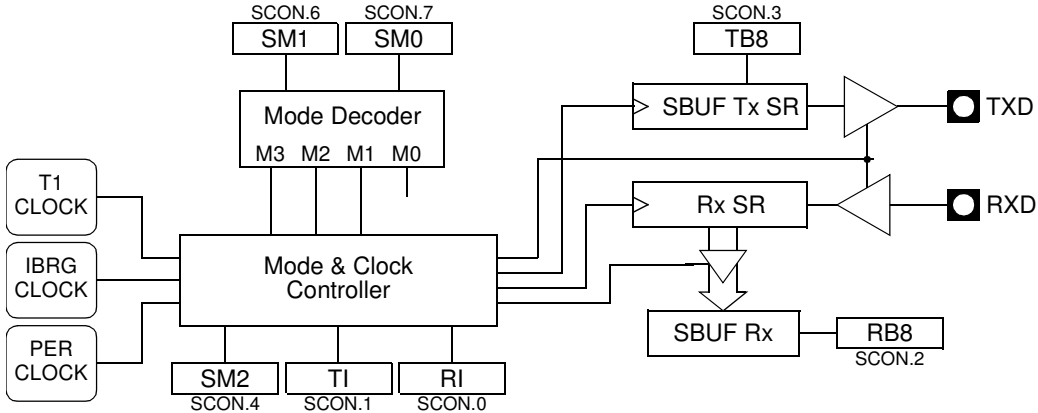 SCON.6
SCON.7
SCON.3
SM1
SM0
TB8
Mode Decoder
M3 M2 M1 M0
SBUF Tx SR
TXD
T1
CLOCK
Rx SR
RXD
IBRG
CLOCK
Mode & Clock
Controller
PER
CLOCK
SBUF Rx
RB8
SCON.2
SM2
TI
RI
SCON.4
SCON.1
SCON.0